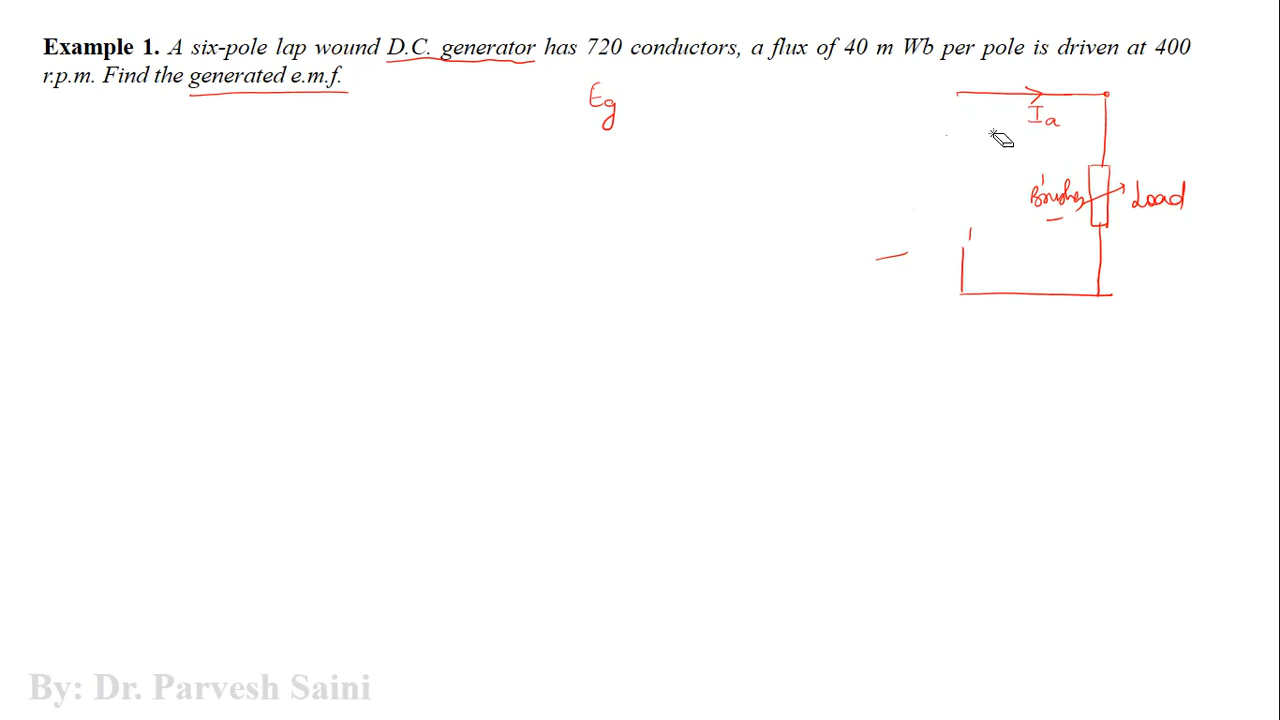 Example 1. A six-pole lap wound D.C. generator has 720 conductors, a flux of 40 m Wb per pole is driven at 400
r.p.m. Find the generated e.m.f.
Eg
Ia
Brushes
Load
By: Dr. Parvesh Saini